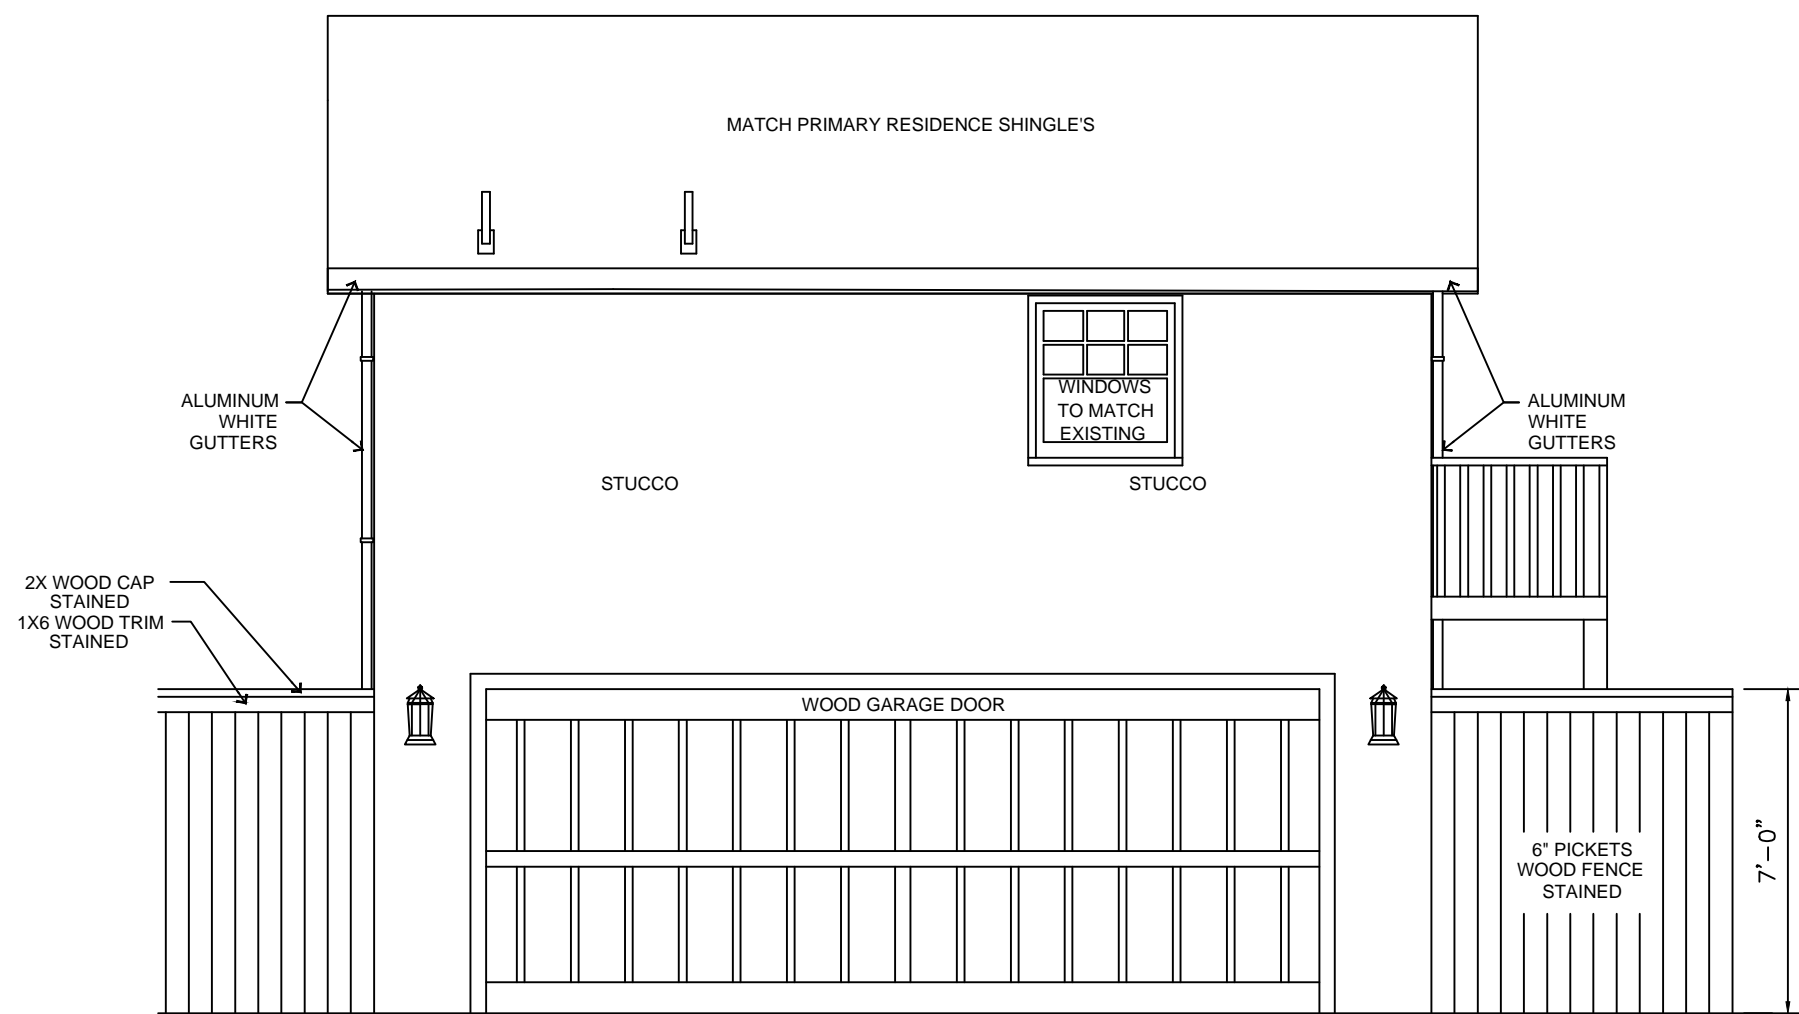 MATCH PRIMARY RESIDENCE SHINGLE'S
ALUMINUM
WHITE
GUTTERS
WINDOWS
TO MATCH
EXISTING
ALUMINUM
WHITE
GUTTERS
STUCCO
STUCCO
2X WOOD CAP
STAINED
1X6 WOOD TRIM
STAINED
WOOD GARAGE DOOR
6" PICKETS
WOOD FENCE
STAINED
7'-0"